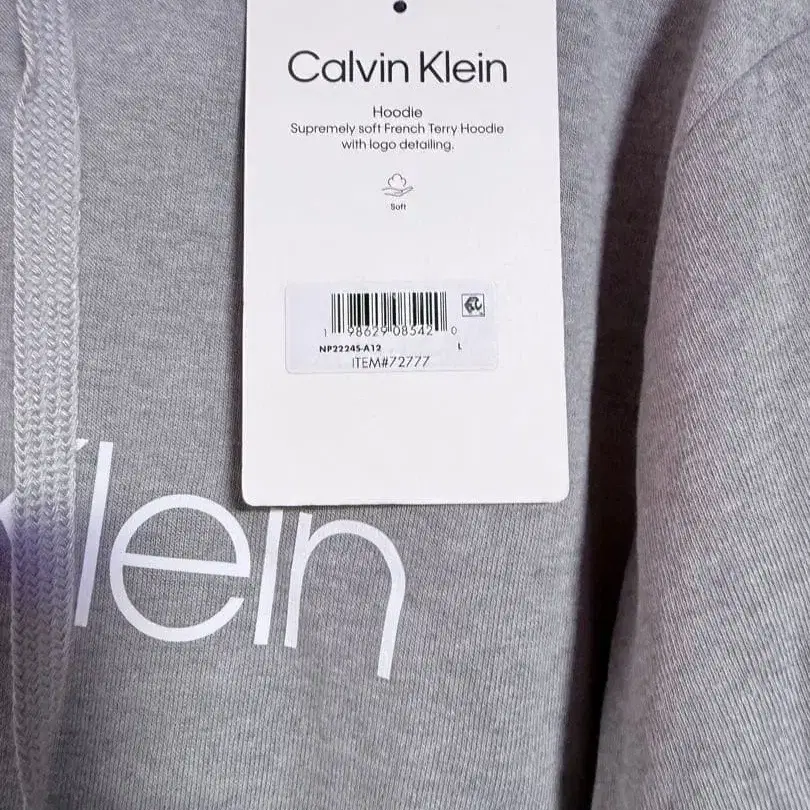 Calvin Klein
Hoodie
Supremely soft French Terry Hoodie
with logo detailing.
Soft
1 98629 08542 0
NP2224S-A12 L
ITEM#72777
Klein